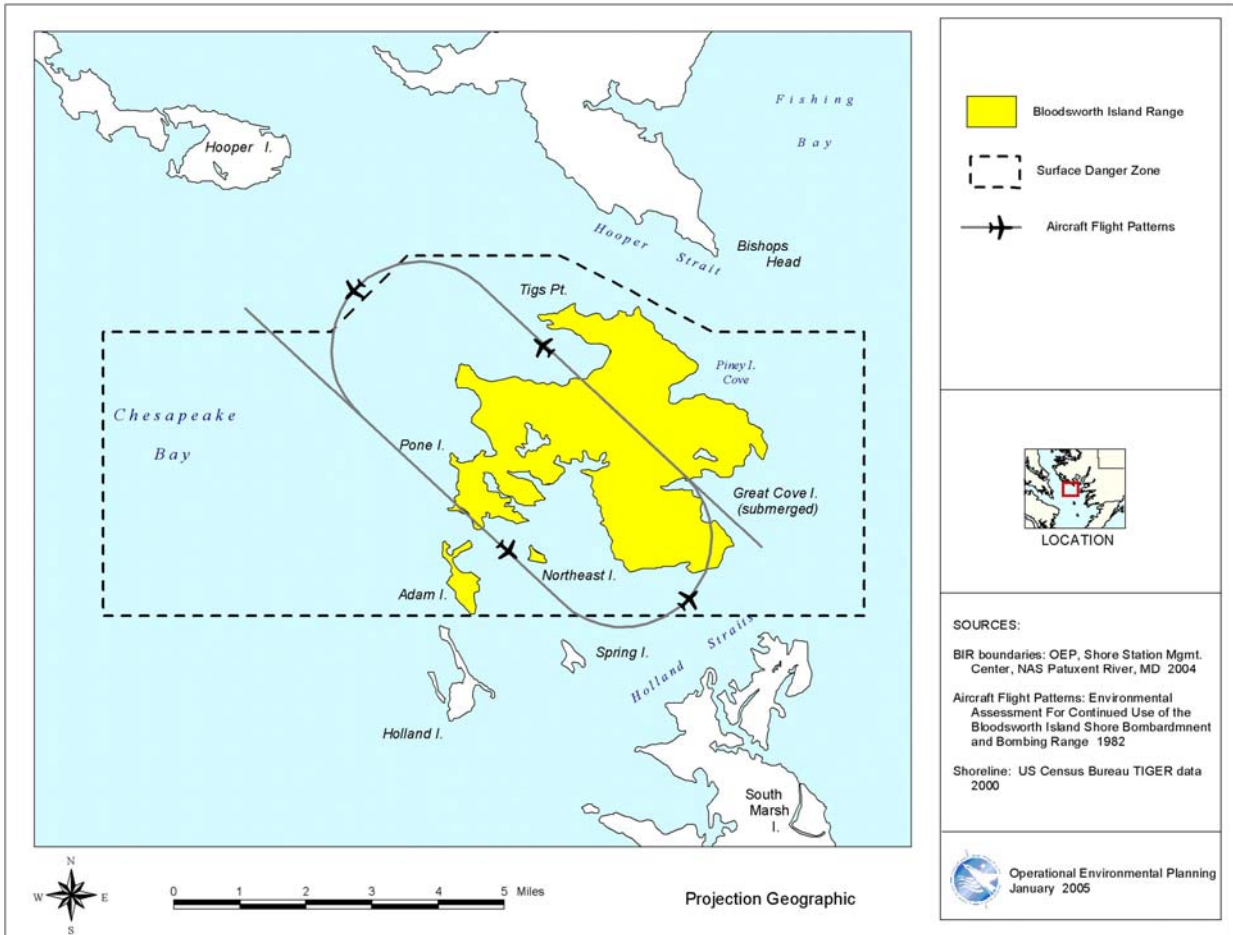 Fishing
Bay
Hooper I.
Hooper Strait
Bishops
Head
Tigs Pt.
Piney I.
Cove
Chesapeake
Bay
Pone I.
Great Cove I.
(submerged)
Northeast I.
Adam I.
Spring I.
Holland Straits
Holland I.
South
Marsh
I.
N
W
E
S
0 1 2 3 4 5 Miles
Projection Geographic
Bloodsworth Island Range
Surface Danger Zone
Aircraft Flight Patterns
LOCATION
SOURCES:
BIR boundaries: OEP, Shore Station Mgmt.
Center, NAS Patuxent River, MD 2004
Aircraft Flight Patterns: Environmental
Assessment For Continued Use of the
Bloodsworth Island Shore Bombardmnent
and Bombing Range 1982
Shoreline: US Census Bureau TIGER data
2000
Operational Environmental Planning
January 2005